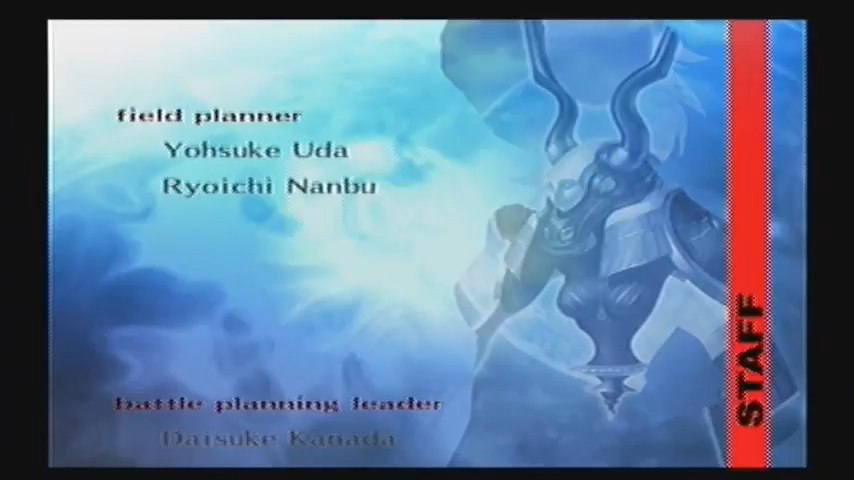 field planner
Yohsuke Uda
Ryoichi Nanbu
battle planning leader
Daisuke Kanada
STAFF